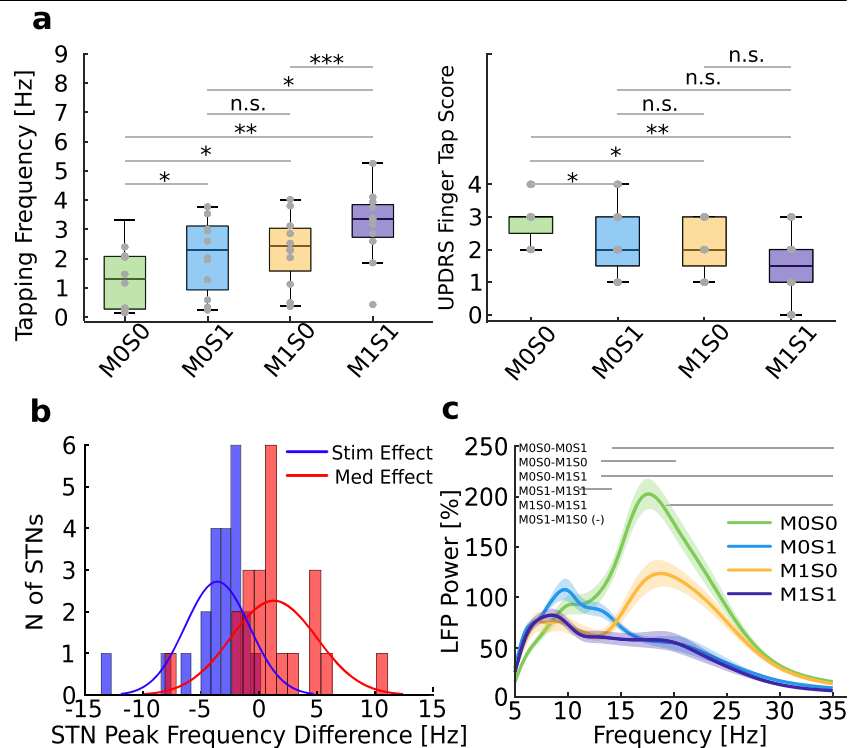 a
Tapping Frequency [Hz]
9
8
7
6
5
4
3
2
1
0
***
*
n.s.
**
*
*
M0S0
M0S1
M1S0
M1S1
UPDRS Finger Tap Score
4
3
2
1
0
n.s.
n.s.
n.s.
**
*
*
M0S0
M0S1
M1S0
M1S1
b
N of STNs
6
5
4
3
2
1
0
Stim Effect
Med Effect
-15
-10
-5
0
5
10
15
STN Peak Frequency Difference [Hz]
c
LFP Power [%]
250
200
150
100
50
0
M0S0-M0S1
M0S0-M1S0
M0S0-M1S1
M0S1-M1S1
M1S0-M1S1
M0S1-M1S0 (-)
M0S0
M0S1
M1S0
M1S1
5
10
15
20
25
30
35
Frequency [Hz]